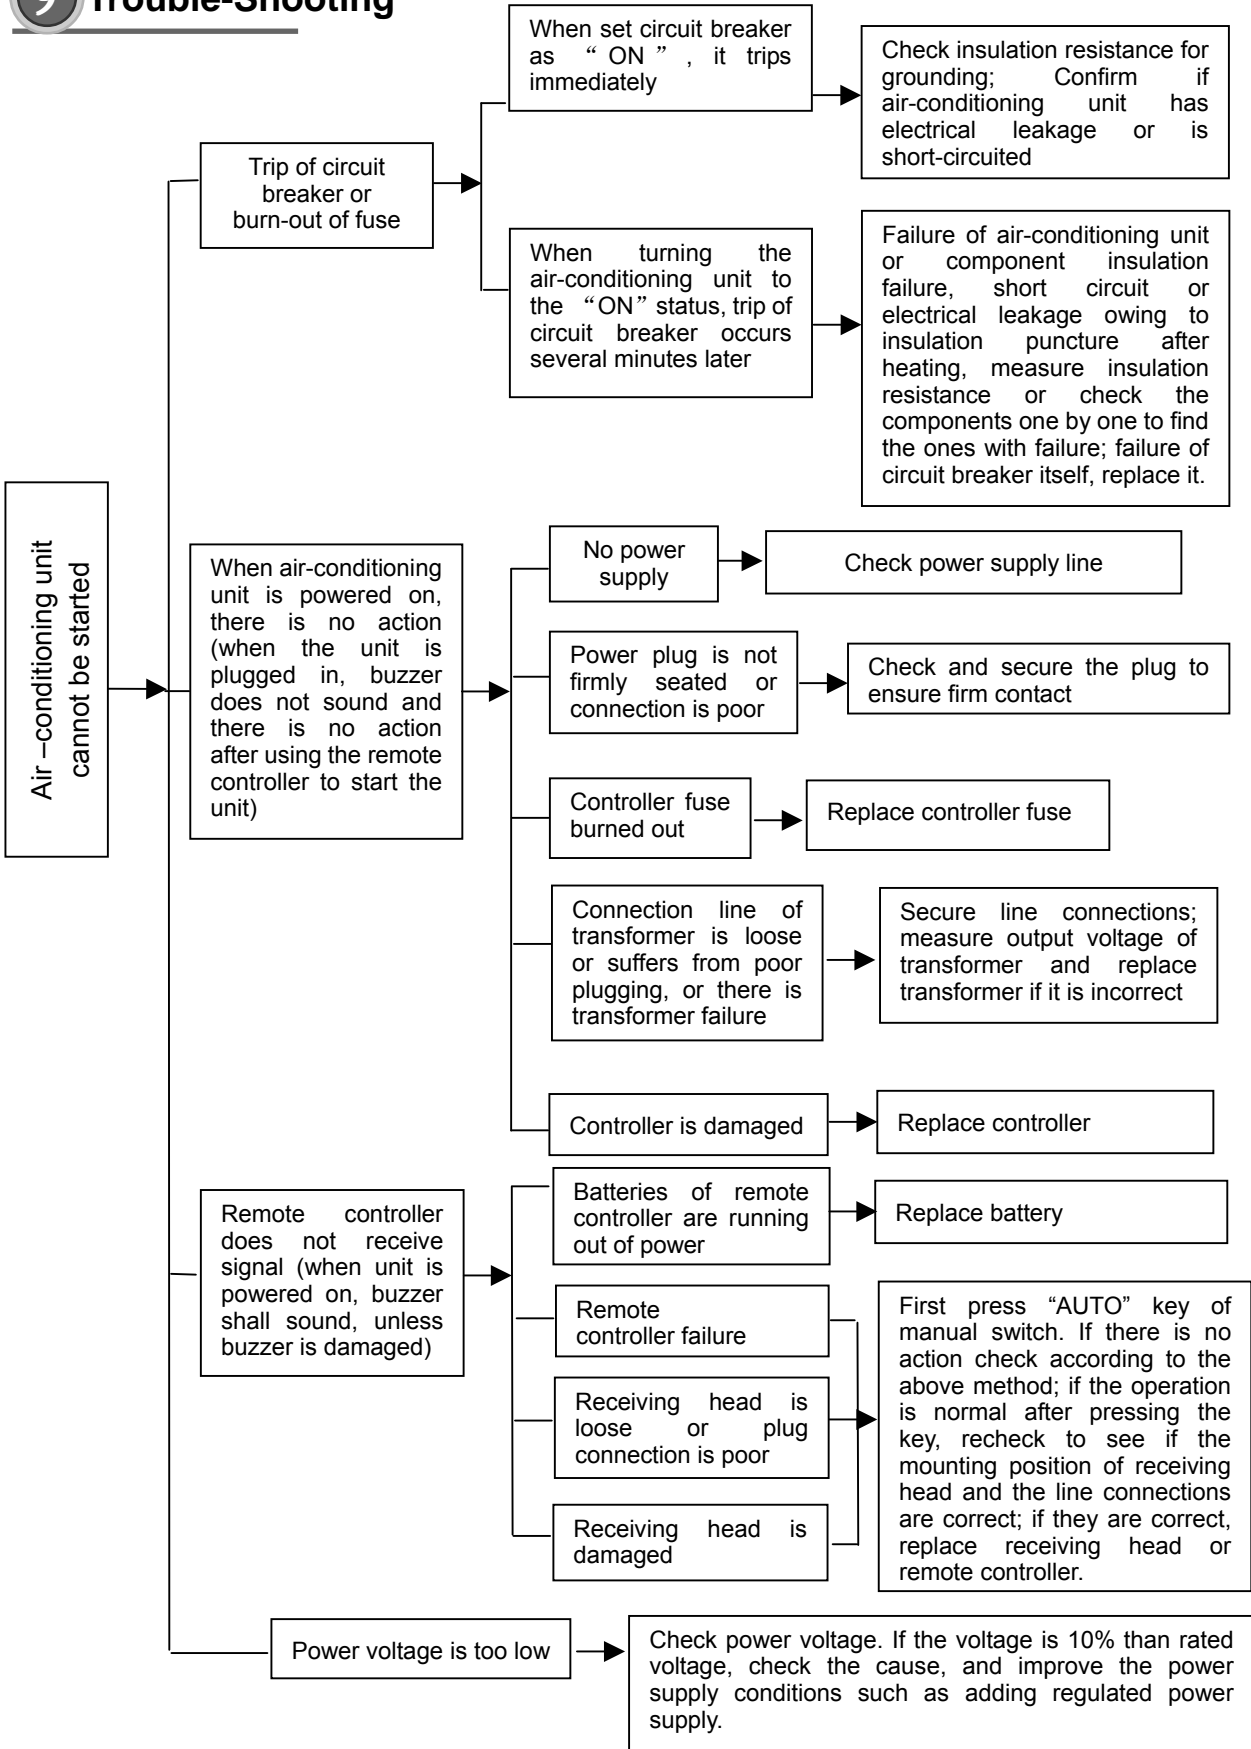 9 Trouble-Shooting
When set circuit breaker
as “ ON ” , it trips
immediately
Check insulation resistance for
grounding; Confirm if
air-conditioning unit has
electrical leakage or is
short-circuited
Trip of circuit
breaker or
burn-out of fuse
When turning the
air-conditioning unit to
the “ON” status, trip of
circuit breaker occurs
several minutes later
Failure of air-conditioning unit
or component insulation
failure, short circuit or
electrical leakage owing to
insulation puncture after
heating, measure insulation
resistance or check the
components one by one to find
the ones with failure; failure of
circuit breaker itself, replace it.
Air –conditioning unit
cannot be started
When air-conditioning
unit is powered on,
there is no action
(when the unit is
plugged in, buzzer
does not sound and
there is no action
after using the remote
controller to start the
unit)
No power
supply
Check power supply line
Power plug is not
firmly seated or
connection is poor
Check and secure the plug to
ensure firm contact
Controller fuse
burned out
Replace controller fuse
Connection line of
transformer is loose
or suffers from poor
plugging, or there is
transformer failure
Secure line connections;
measure output voltage of
transformer and replace
transformer if it is incorrect
Controller is damaged
Replace controller
Remote controller
does not receive
signal (when unit is
powered on, buzzer
shall sound, unless
buzzer is damaged)
Batteries of remote
controller are running
out of power
Replace battery
Remote
controller failure
Receiving head is
loose or plug
connection is poor
Receiving head is
damaged
First press “AUTO” key of
manual switch. If there is no
action check according to the
above method; if the operation
is normal after pressing the
key, recheck to see if the
mounting position of receiving
head and the line connections
are correct; if they are correct,
replace receiving head or
remote controller.
Power voltage is too low
Check power voltage. If the voltage is 10% than rated
voltage, check the cause, and improve the power
supply conditions such as adding regulated power
supply.